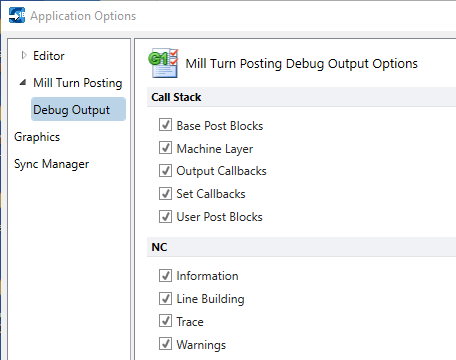 Application Options
Editor
Mill Turn Posting
Debug Output
Graphics
Sync Manager
G1 Mill Turn Posting Debug Output Options
Call Stack
Base Post Blocks
Machine Layer
Output Callbacks
Set Callbacks
User Post Blocks
NC
Information
Line Building
Trace
Warnings